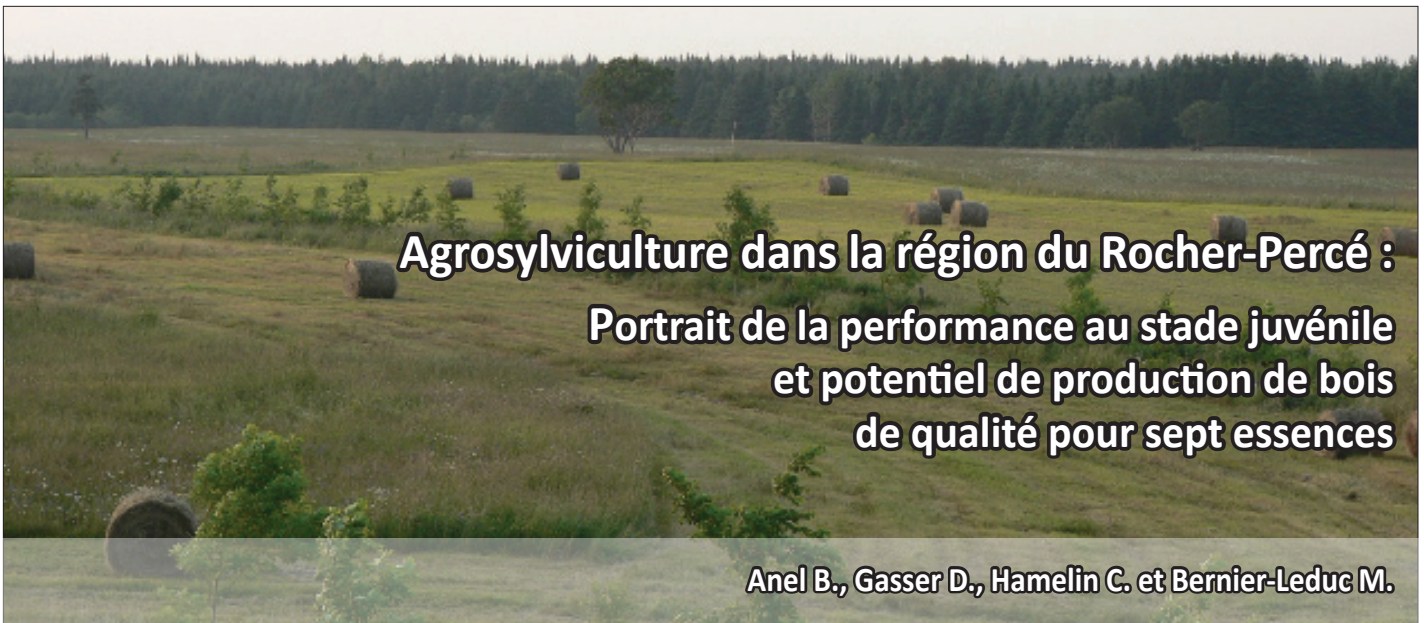 Agrosylviculture dans la région du Rocher-Percé :
Portrait de la performance au stade juvénile
et potentiel de production de bois
de qualité pour sept essences
Anel B., Gasser D., Hamelin C. et Bernier-Leduc M.